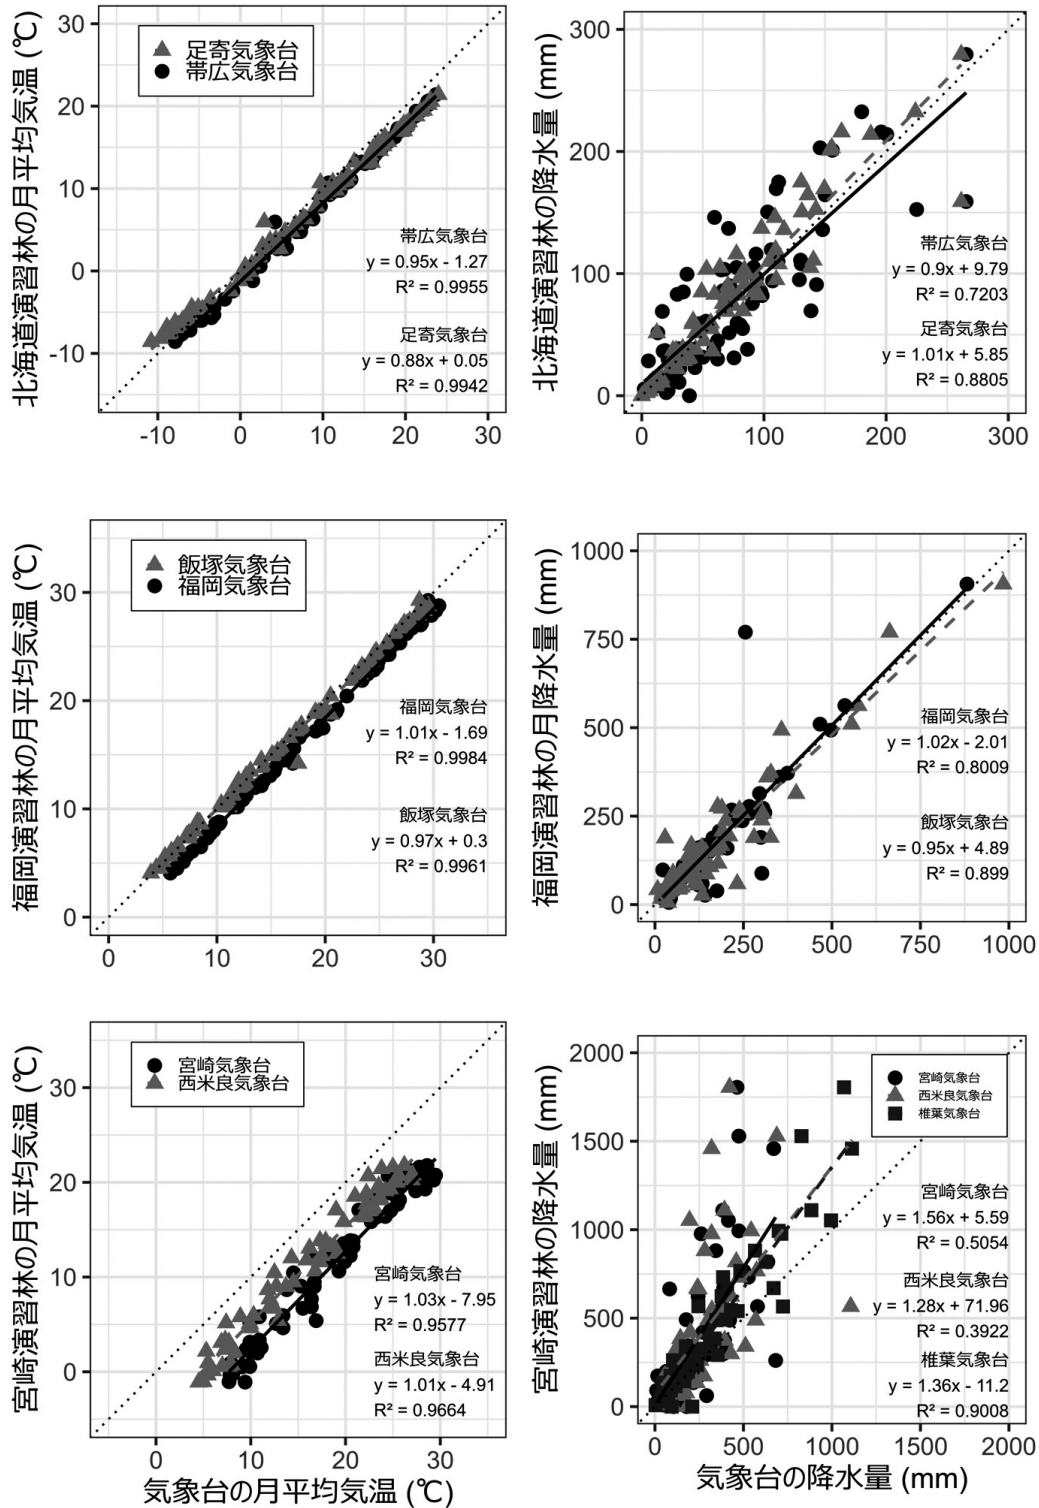 北海道演習林の月平均気温 (℃)
30
20
10
0
-10
足寄気象台
帯広気象台
帯広気象台
y = 0.95x - 1.27
R² = 0.9955
足寄気象台
y = 0.88x + 0.05
R² = 0.9942
-10 0 10 20 30
北海道演習林の降水量 (mm)
300
200
100
0
帯広気象台
y = 0.9x + 9.79
R² = 0.7203
足寄気象台
y = 1.01x + 5.85
R² = 0.8805
0 100 200 300
福岡演習林の月平均気温 (℃)
30
20
10
0
飯塚気象台
福岡気象台
福岡気象台
y = 1.01x - 1.69
R² = 0.9984
飯塚気象台
y = 0.97x + 0.3
R² = 0.9961
0 10 20 30
福岡演習林の月降水量 (mm)
1000
750
500
250
0
福岡気象台
y = 1.02x - 2.01
R² = 0.8009
飯塚気象台
y = 0.95x + 4.89
R² = 0.899
0 250 500 750 1000
宮崎演習林の月平均気温 (℃)
30
20
10
0
宮崎気象台
西米良気象台
宮崎気象台
y = 1.03x - 7.95
R² = 0.9577
西米良気象台
y = 1.01x - 4.91
R² = 0.9664
0 10 20 30
気象台の月平均気温 (℃)
宮崎演習林の降水量 (mm)
2000
1500
1000
500
0
宮崎気象台
西米良気象台
椎葉気象台
宮崎気象台
y = 1.56x + 5.59
R² = 0.5054
西米良気象台
y = 1.28x + 71.96
R² = 0.3922
椎葉気象台
y = 1.36x - 11.2
R² = 0.9008
0 500 1000 1500 2000
気象台の降水量 (mm)